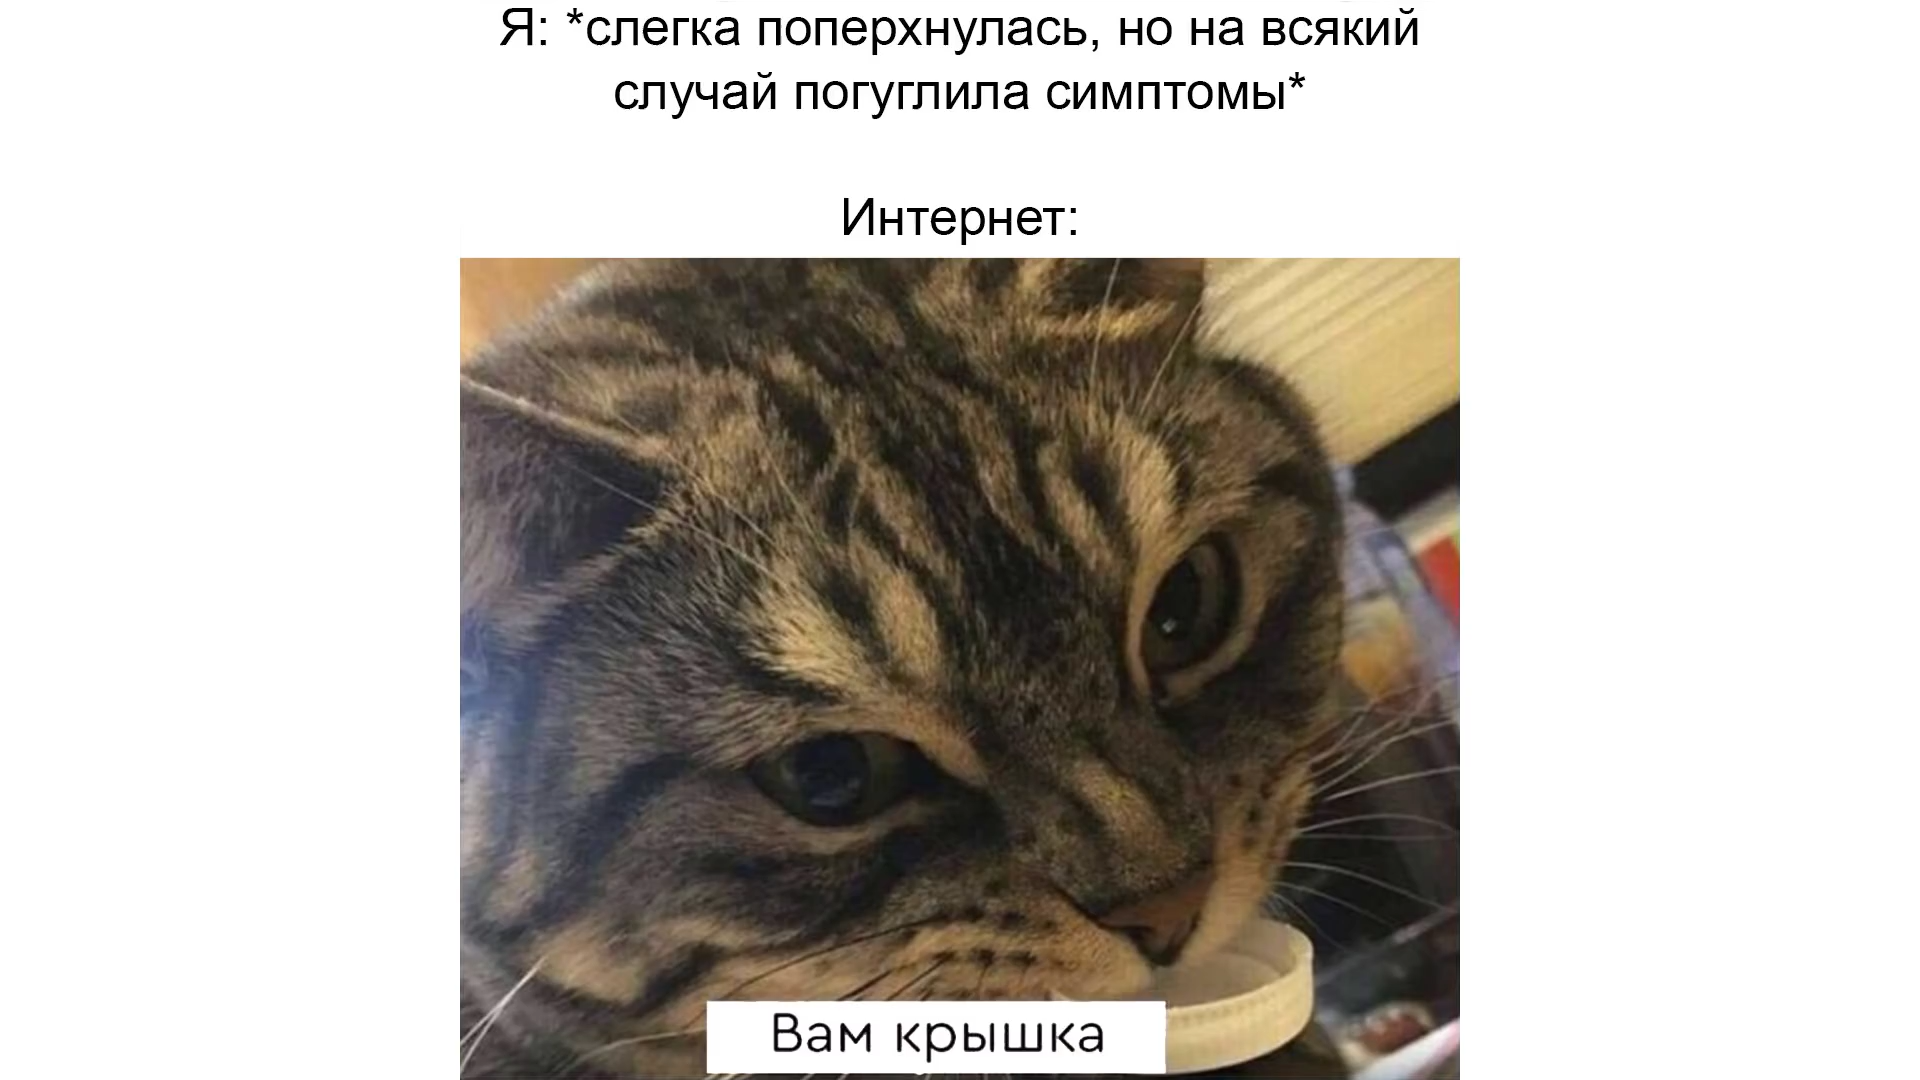 Я: *слегка поперхнулась, но на всякий
случай погуглила симптомы*
Интернет:
Вам крышка